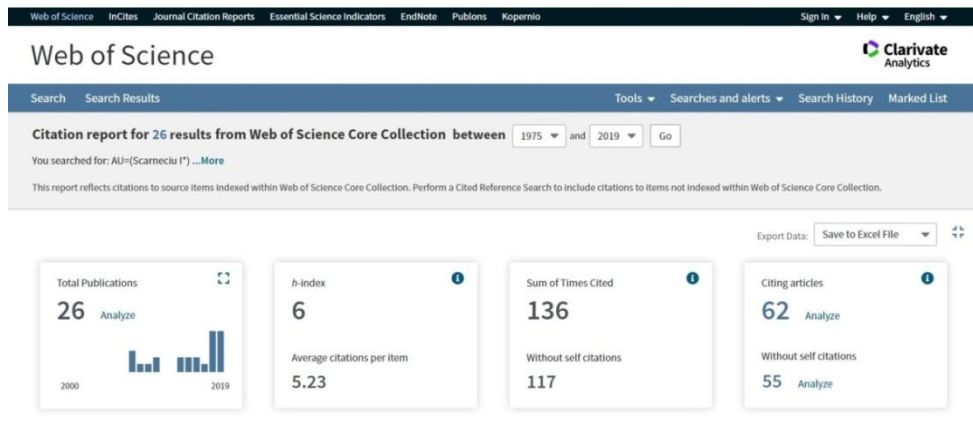 Web of Science InCites Journal Citation Reports Essential Science Indicators EndNote Publons Kopernio Sign In Help English
Web of Science
Clarivate
Analytics
Search Search Results Tools Searches and alerts Search History Marked List
Citation report for 26 results from Web of Science Core Collection between 1975 and 2019 Go
You searched for: AU=(Scarneciu I*) ...More
This report reflects citations to source items indexed within Web of Science Core Collection. Perform a Cited Reference Search to include citations to items not indexed within Web of Science Core Collection.
Export Data: Save to Excel File
Total Publications
26 Analyze
2000 2019
h-index
6
Average citations per item
5.23
Sum of Times Cited
136
Without self citations
117
Citing articles
62 Analyze
Without self citations
55 Analyze